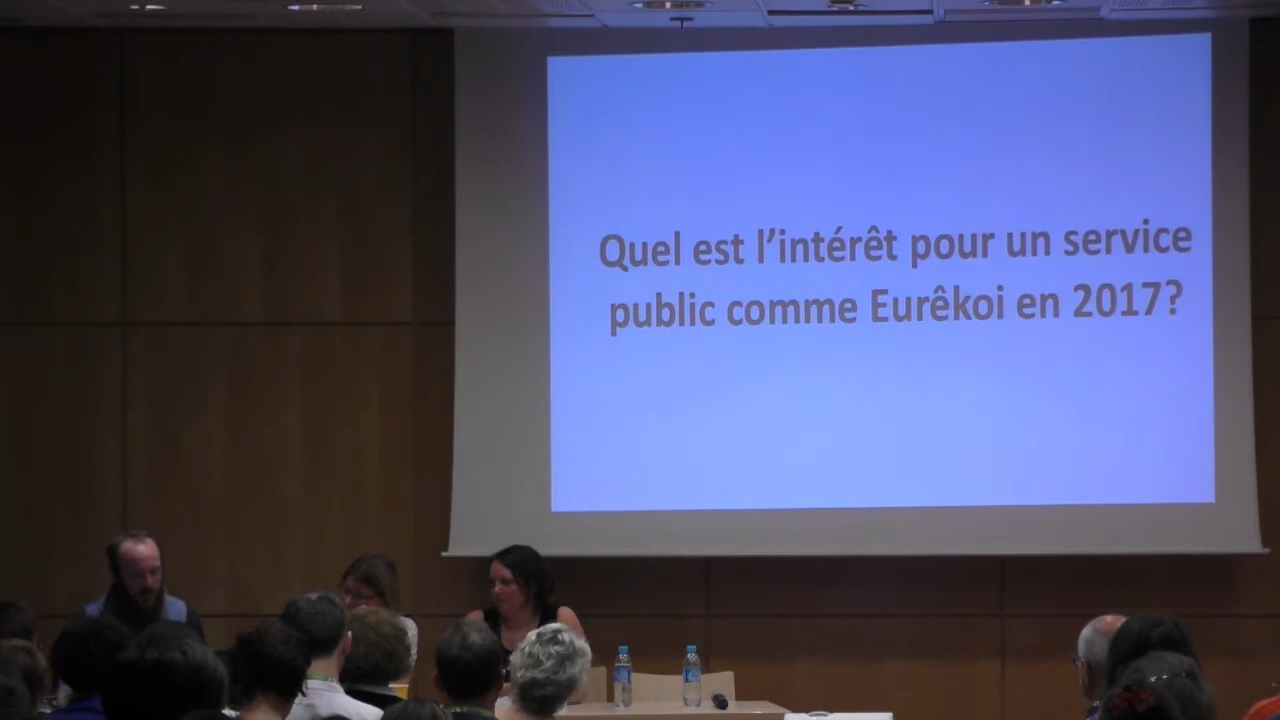 Quel est l’intérêt pour un service
public comme Eurêkoi en 2017?